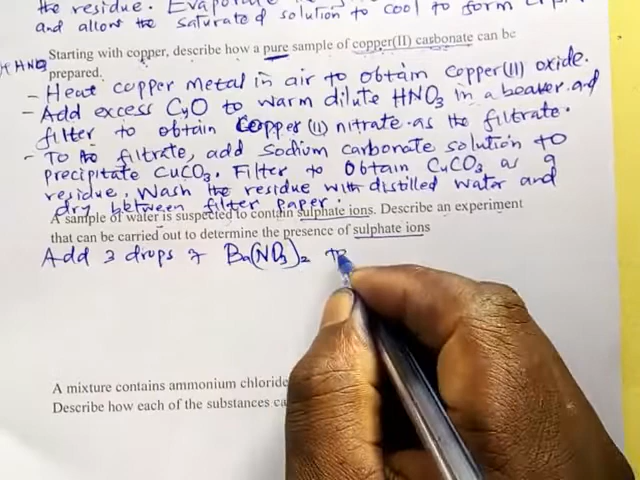 the residue. Evaporate
and allow the saturated solution to cool to form
HNO3
Starting with copper, describe how a pure sample of copper(II) carbonate can be
prepared.
- Heat copper metal in air to obtain copper(II) oxide.
- Add excess CuO to warm dilute HNO3 in a beaker and
filter to obtain Copper (II) nitrate as the filtrate.
- To the filtrate, add Sodium carbonate solution to
precipitate CuCO3. Filter to obtain CuCO3 as a
residue. Wash the residue with distilled water and
dry between filter paper.
A sample of water is suspected to contain sulphate ions. Describe an experiment
that can be carried out to determine the presence of sulphate ions
Add 3 drops of Ba(NO3)2 to
A mixture contains ammonium chloride
Describe how each of the substances ca